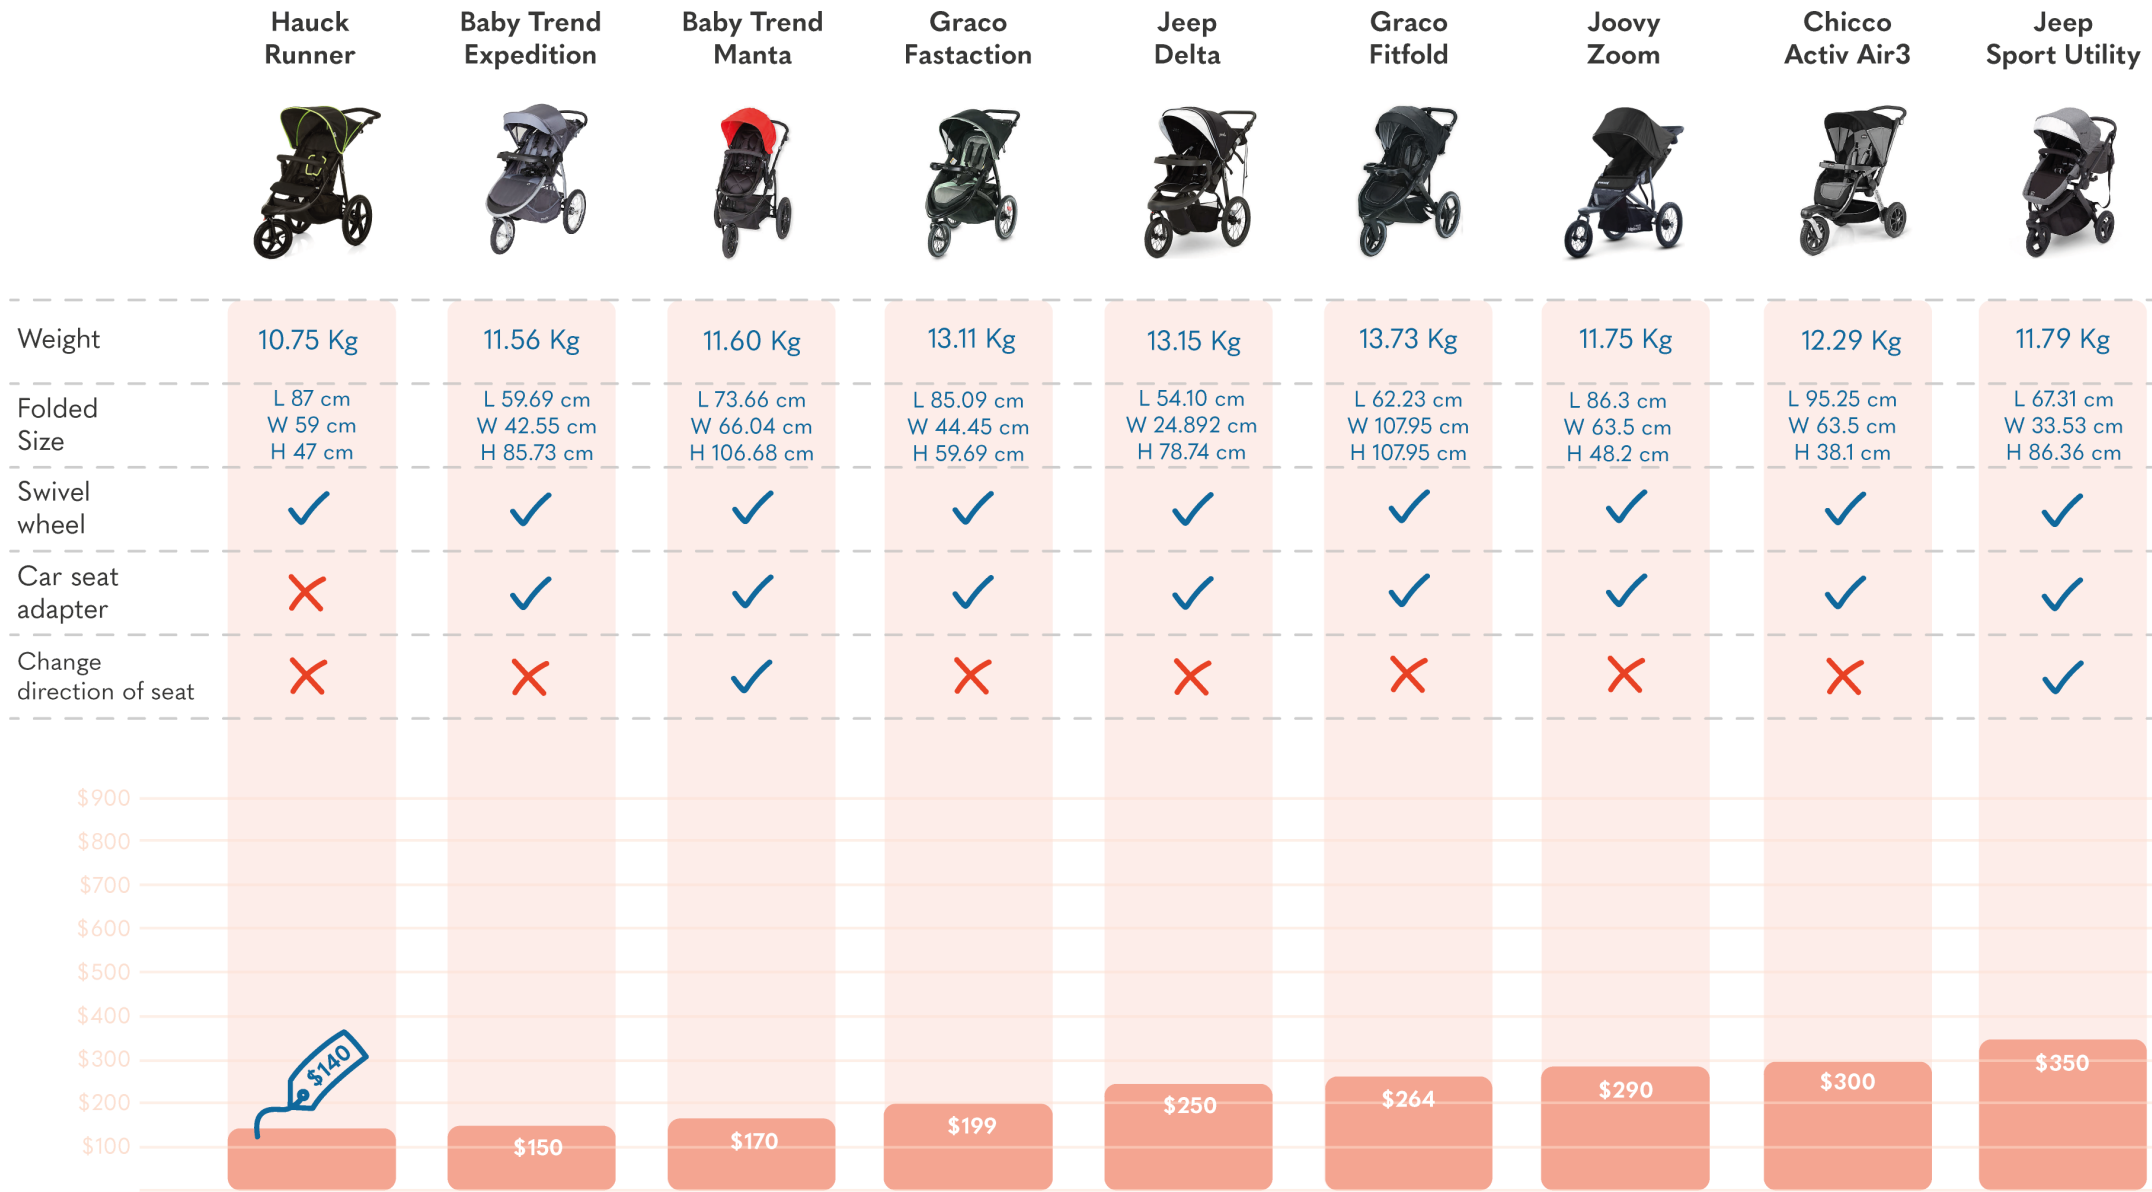 Hauck
Runner
Baby Trend
Expedition
Baby Trend
Manta
Graco
Fastaction
Jeep
Delta
Graco
Fitfold
Joovy
Zoom
Chicco
Activ Air3
Jeep
Sport Utility
Weight
10.75 Kg
11.56 Kg
11.60 Kg
13.11 Kg
13.15 Kg
13.73 Kg
11.75 Kg
12.29 Kg
11.79 Kg
Folded
Size
L 87 cm
W 59 cm
H 47 cm
L 59.69 cm
W 42.55 cm
H 85.73 cm
L 73.66 cm
W 66.04 cm
H 106.68 cm
L 85.09 cm
W 44.45 cm
H 59.69 cm
L 54.10 cm
W 24.892 cm
H 78.74 cm
L 62.23 cm
W 107.95 cm
H 107.95 cm
L 86.3 cm
W 63.5 cm
H 48.2 cm
L 95.25 cm
W 63.5 cm
H 38.1 cm
L 67.31 cm
W 33.53 cm
H 86.36 cm
Swivel
wheel
Car seat
adapter
Change
direction of seat
$900
$800
$700
$600
$500
$400
$300
$200
$100
$140
$150
$170
$199
$250
$264
$290
$300
$350